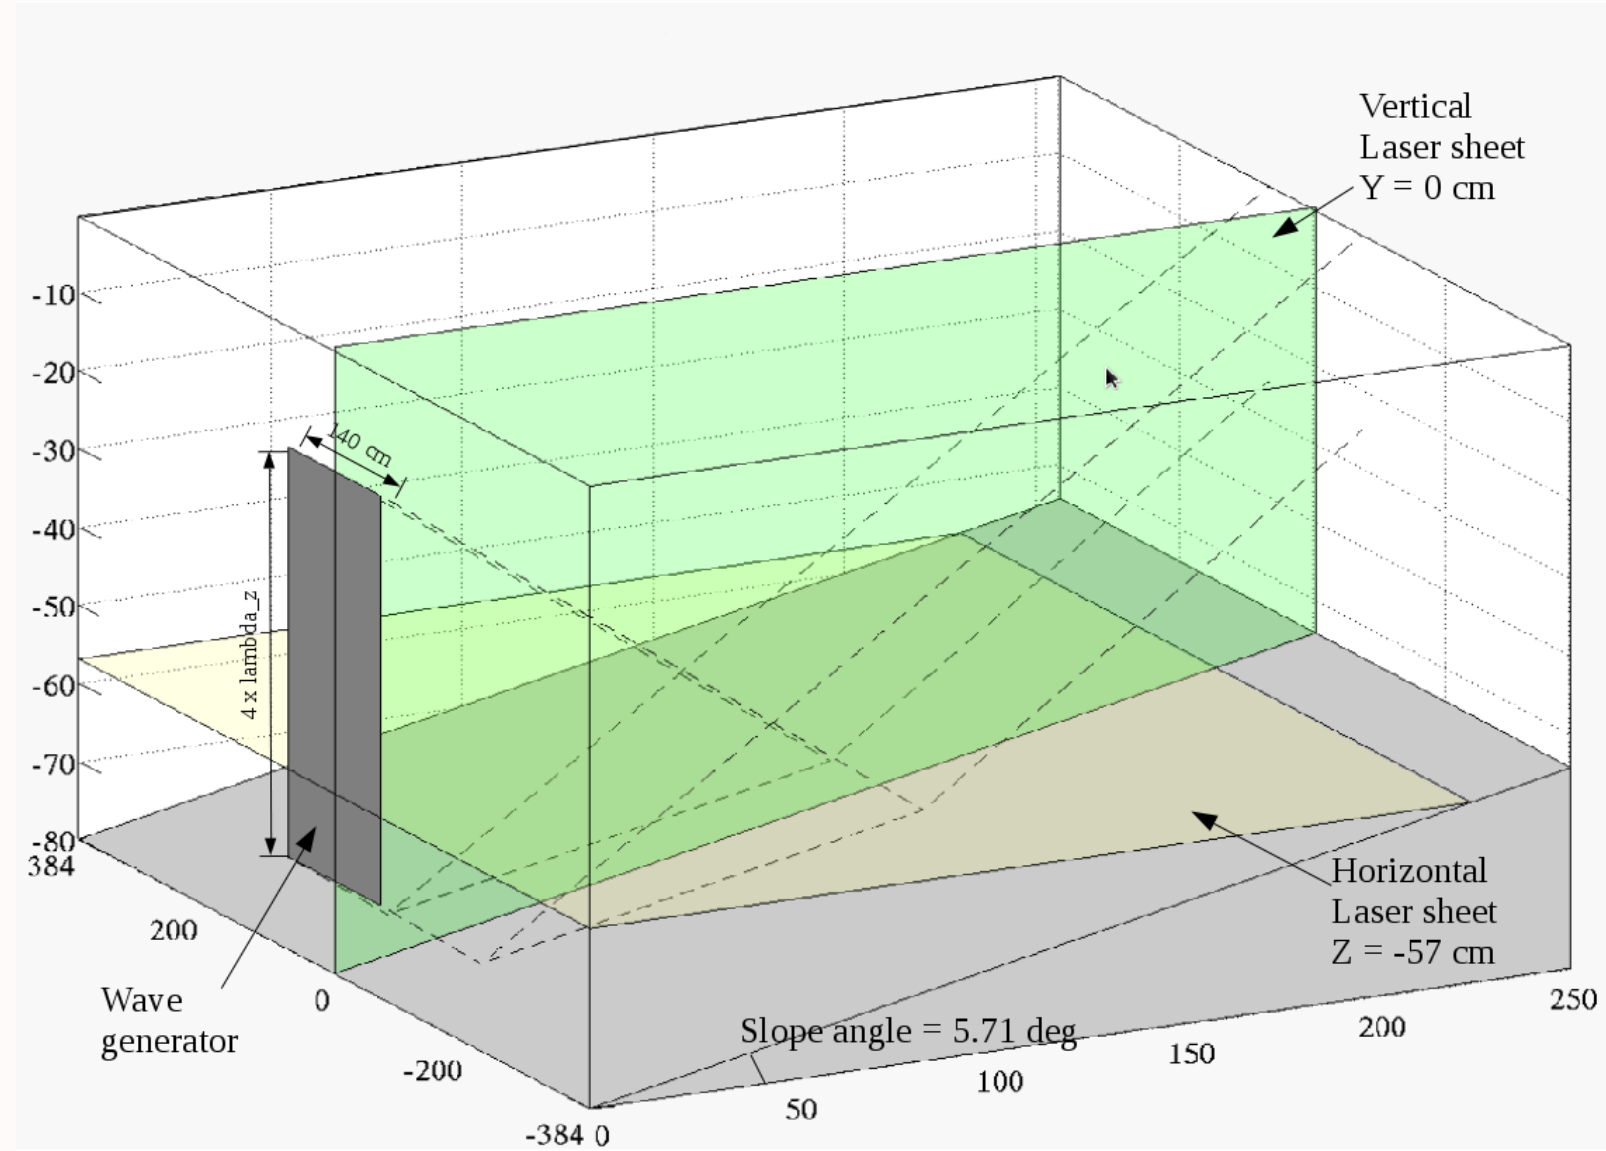 Vertical
Laser sheet
Y = 0 cm
-10
-20
-30
-40
-50
-60
-70
-80
140 cm
4 x lambda_z
384
200
0
-200
-384
0
50
100
150
200
250
Wave
generator
Slope angle = 5.71 deg
Horizontal
Laser sheet
Z = -57 cm